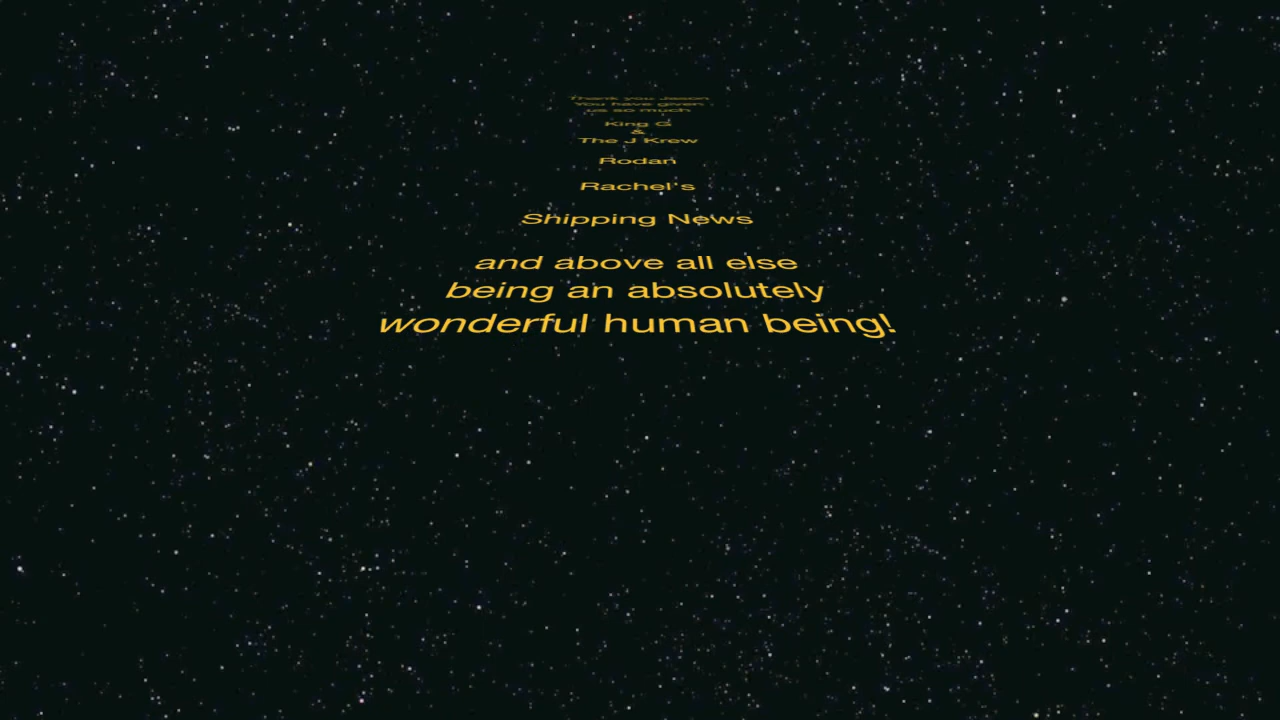 Thank you Jason
You have given
us so much
King G
&
The J Krew
Rodan
Rachel's
Shipping News
and above all else
being an absolutely
wonderful human being!